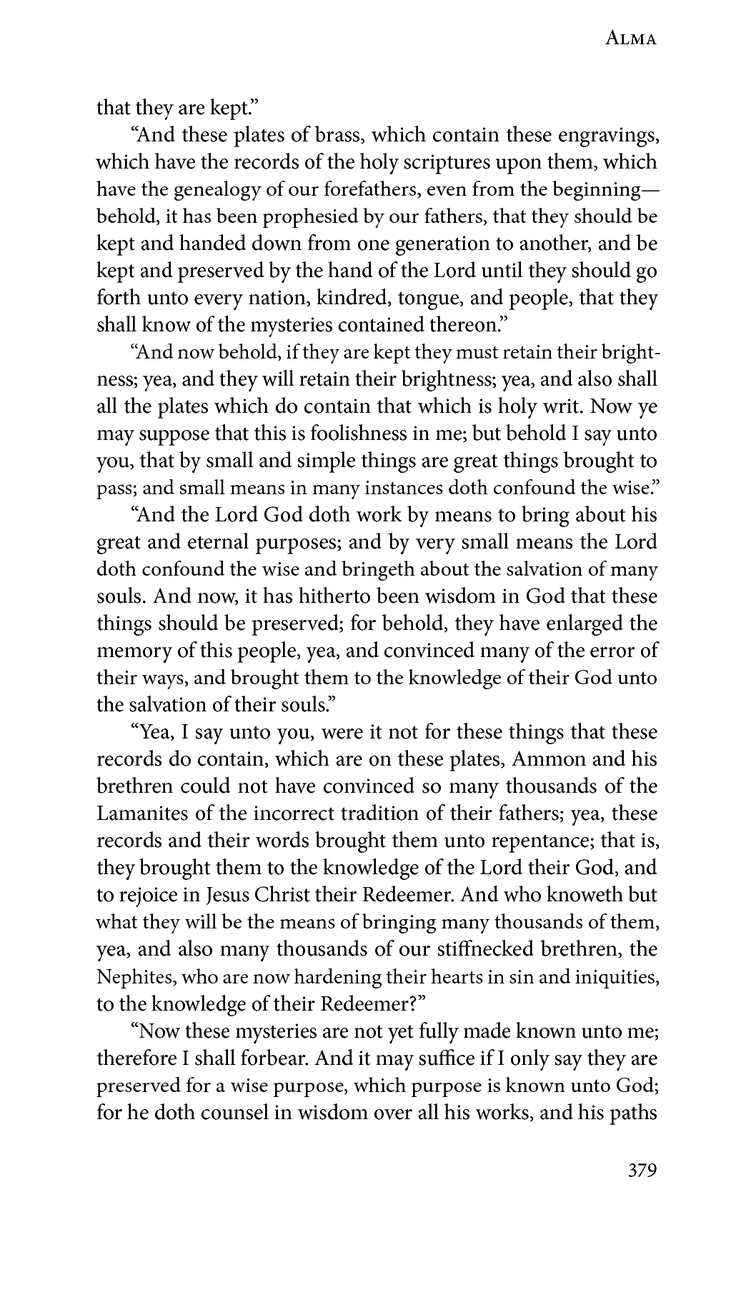 Alma
that they are kept.”
“And these plates of brass, which contain these engravings,
which have the records of the holy scriptures upon them, which
have the genealogy of our forefathers, even from the beginning—
behold, it has been prophesied by our fathers, that they should be
kept and handed down from one generation to another, and be
kept and preserved by the hand of the Lord until they should go
forth unto every nation, kindred, tongue, and people, that they
shall know of the mysteries contained thereon.”
“And now behold, if they are kept they must retain their bright-
ness; yea, and they will retain their brightness; yea, and also shall
all the plates which do contain that which is holy writ. Now ye
may suppose that this is foolishness in me; but behold I say unto
you, that by small and simple things are great things brought to
pass; and small means in many instances doth confound the wise.”
“And the Lord God doth work by means to bring about his
great and eternal purposes; and by very small means the Lord
doth confound the wise and bringeth about the salvation of many
souls. And now, it has hitherto been wisdom in God that these
things should be preserved; for behold, they have enlarged the
memory of this people, yea, and convinced many of the error of
their ways, and brought them to the knowledge of their God unto
the salvation of their souls.”
“Yea, I say unto you, were it not for these things that these
records do contain, which are on these plates, Ammon and his
brethren could not have convinced so many thousands of the
Lamanites of the incorrect tradition of their fathers; yea, these
records and their words brought them unto repentance; that is,
they brought them to the knowledge of the Lord their God, and
to rejoice in Jesus Christ their Redeemer. And who knoweth but
what they will be the means of bringing many thousands of them,
yea, and also many thousands of our stiffnecked brethren, the
Nephites, who are now hardening their hearts in sin and iniquities,
to the knowledge of their Redeemer?”
“Now these mysteries are not yet fully made known unto me;
therefore I shall forbear. And it may suffice if I only say they are
preserved for a wise purpose, which purpose is known unto God;
for he doth counsel in wisdom over all his works, and his paths
379